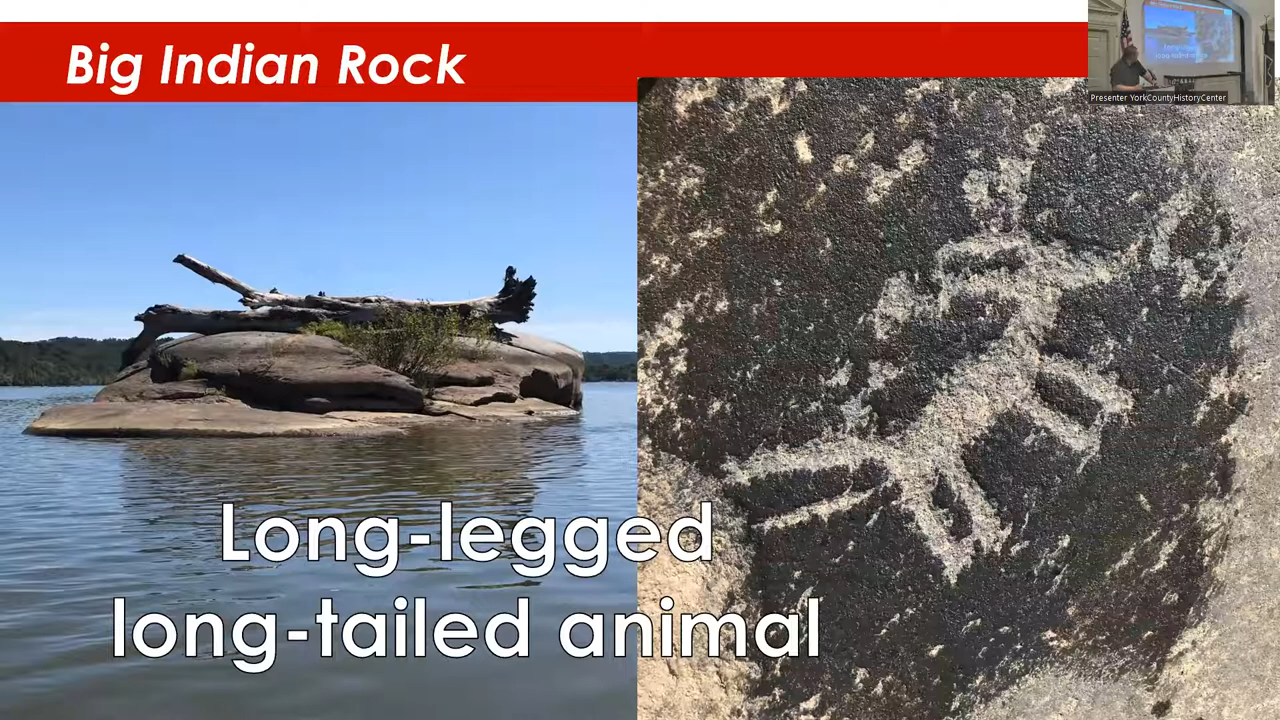 Big Indian Rock
Presenter YorkCountyHistoryCenter
Long-legged
long-tailed animal